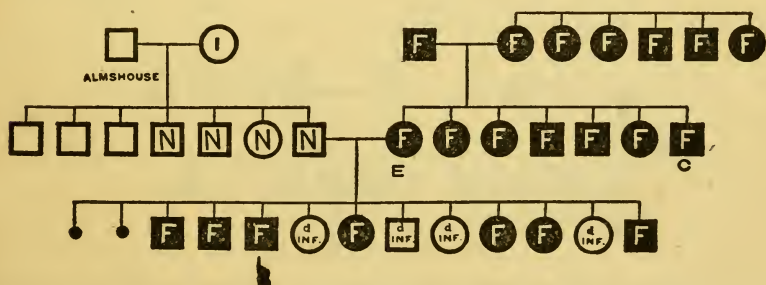 I F F F F F F F
ALMSHOUSE
N N N N F F F F F F F
E C
F F F d F d d F F d F
INF. INF. INF. INF.